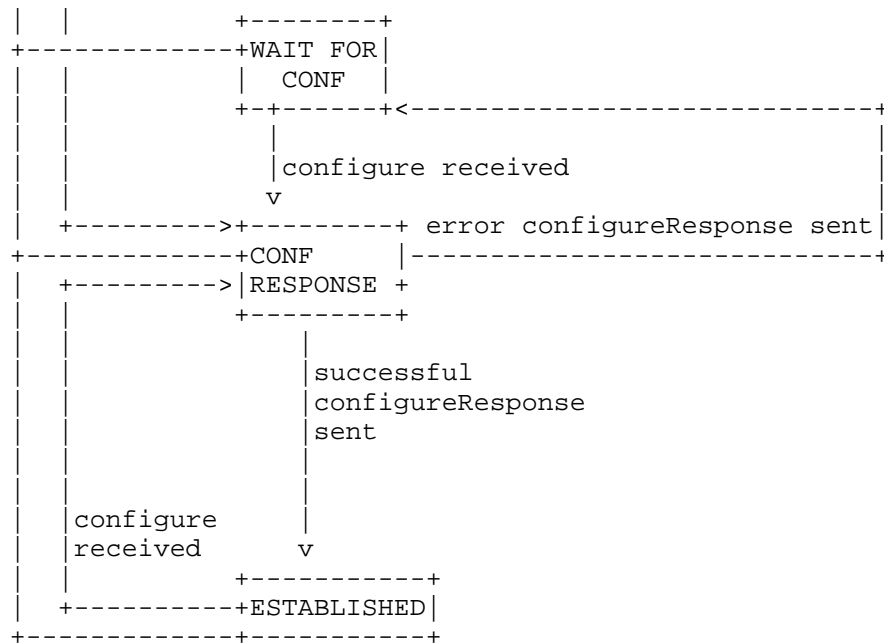 WAIT FOR
CONF
configure received
error configureResponse sent
CONF
RESPONSE
successful
configureResponse
sent
configure
received
ESTABLISHED